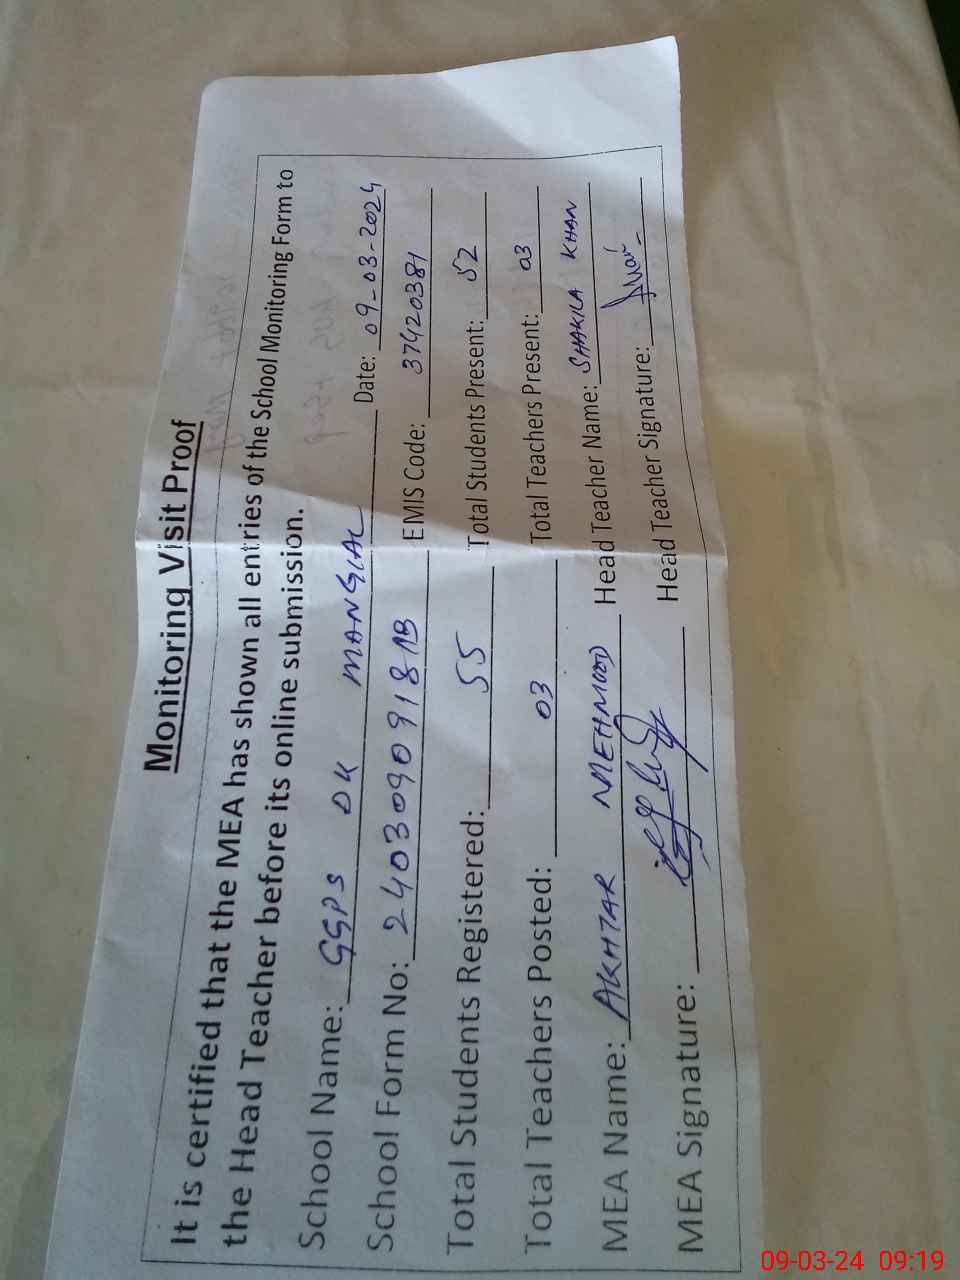 Monitoring Visit Proof
It is certified that the MEA has shown all entries of the School Monitoring Form to
the Head Teacher before its online submission.
School Name: GGPS DK MANGIAL Date: 09-03-2024
School Form No: 2403090918AB EMIS Code: 37420381
Total Students Registered: 55 Total Students Present: 52
Total Teachers Posted: 03 Total Teachers Present: 03
MEA Name: AKHTAR MEHMOOD Head Teacher Name: SHAKILA KHAN
MEA Signature: Head Teacher Signature:
09-03-24 09:19